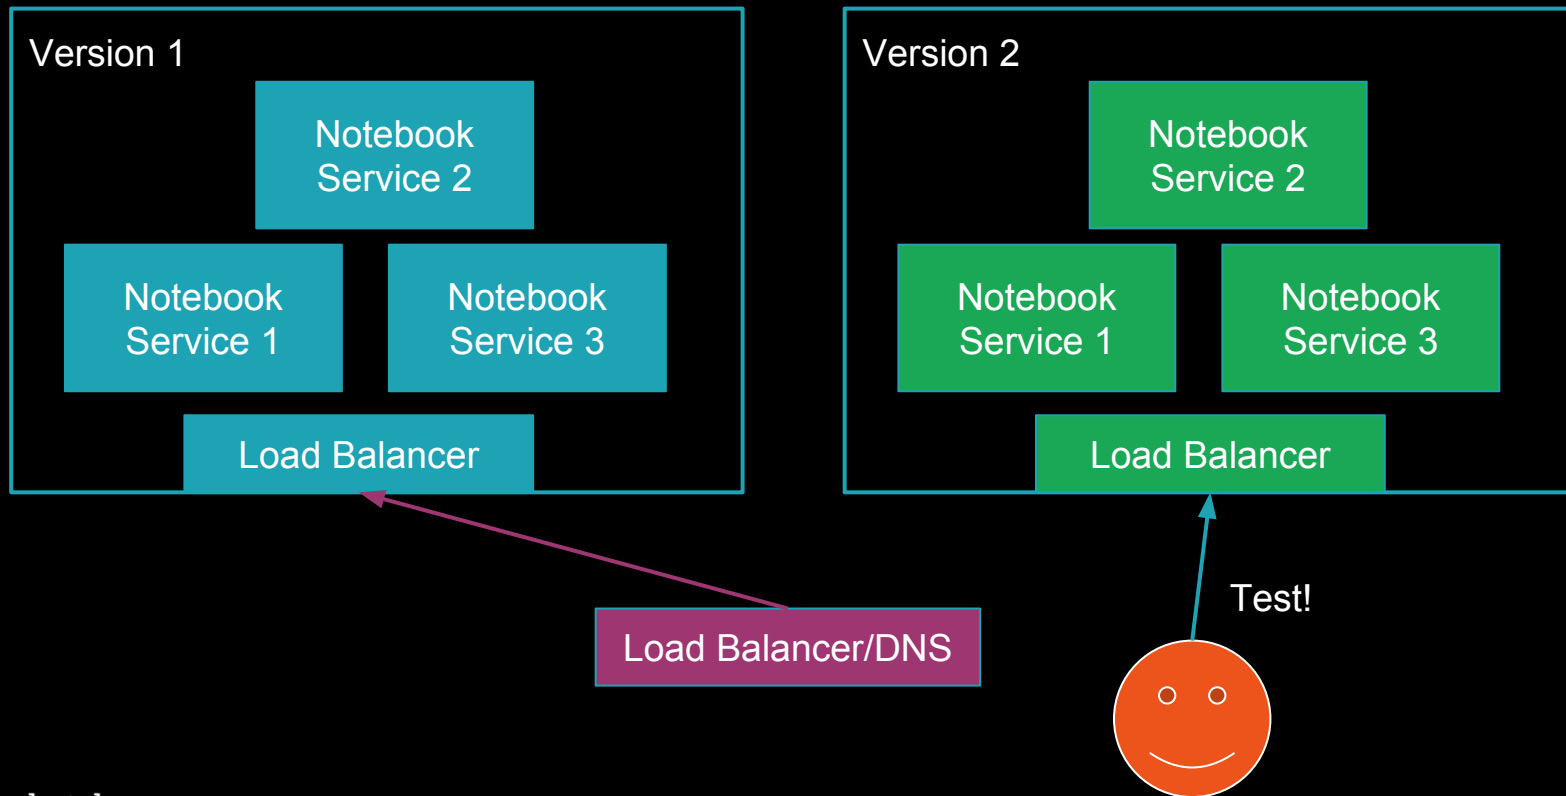 Version 1
Notebook
Service 2
Notebook
Service 1
Notebook
Service 3
Load Balancer
Version 2
Notebook
Service 2
Notebook
Service 1
Notebook
Service 3
Load Balancer
Test!
Load Balancer/DNS